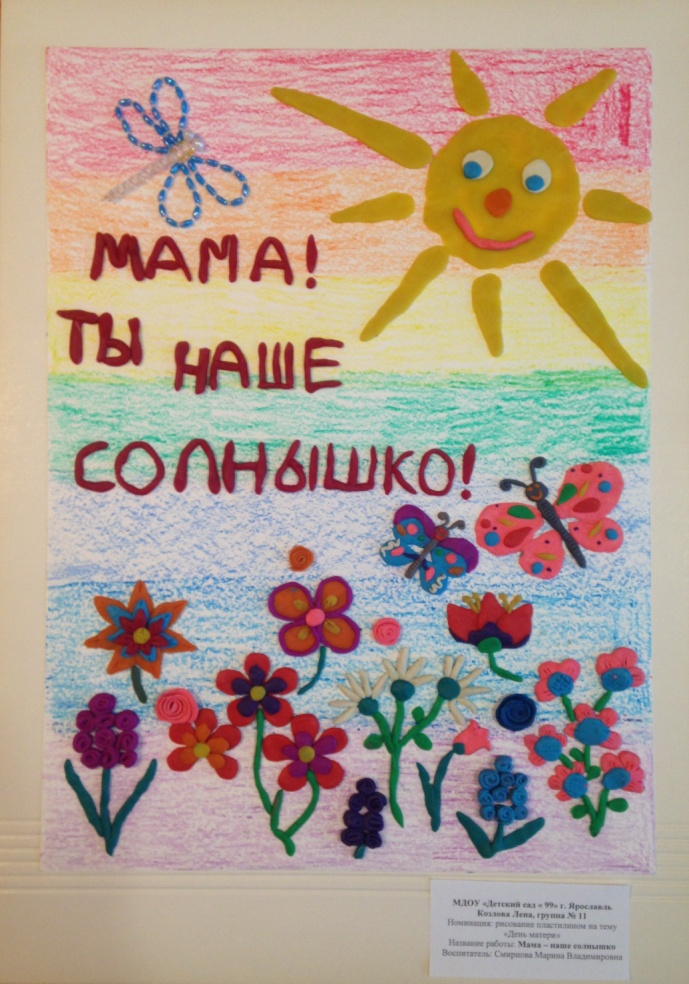 МАМА!
ТЫ НАШЕ
СОЛНЫШКО!
МДОУ «Детский сад « 99» г. Ярославль
Козлова Лена, группа № 11
Номинация: рисование пластилином на тему
«День матери»
Название работы: Мама – наше солнышко
Воспитатель: Смирнова Марина Владимировна